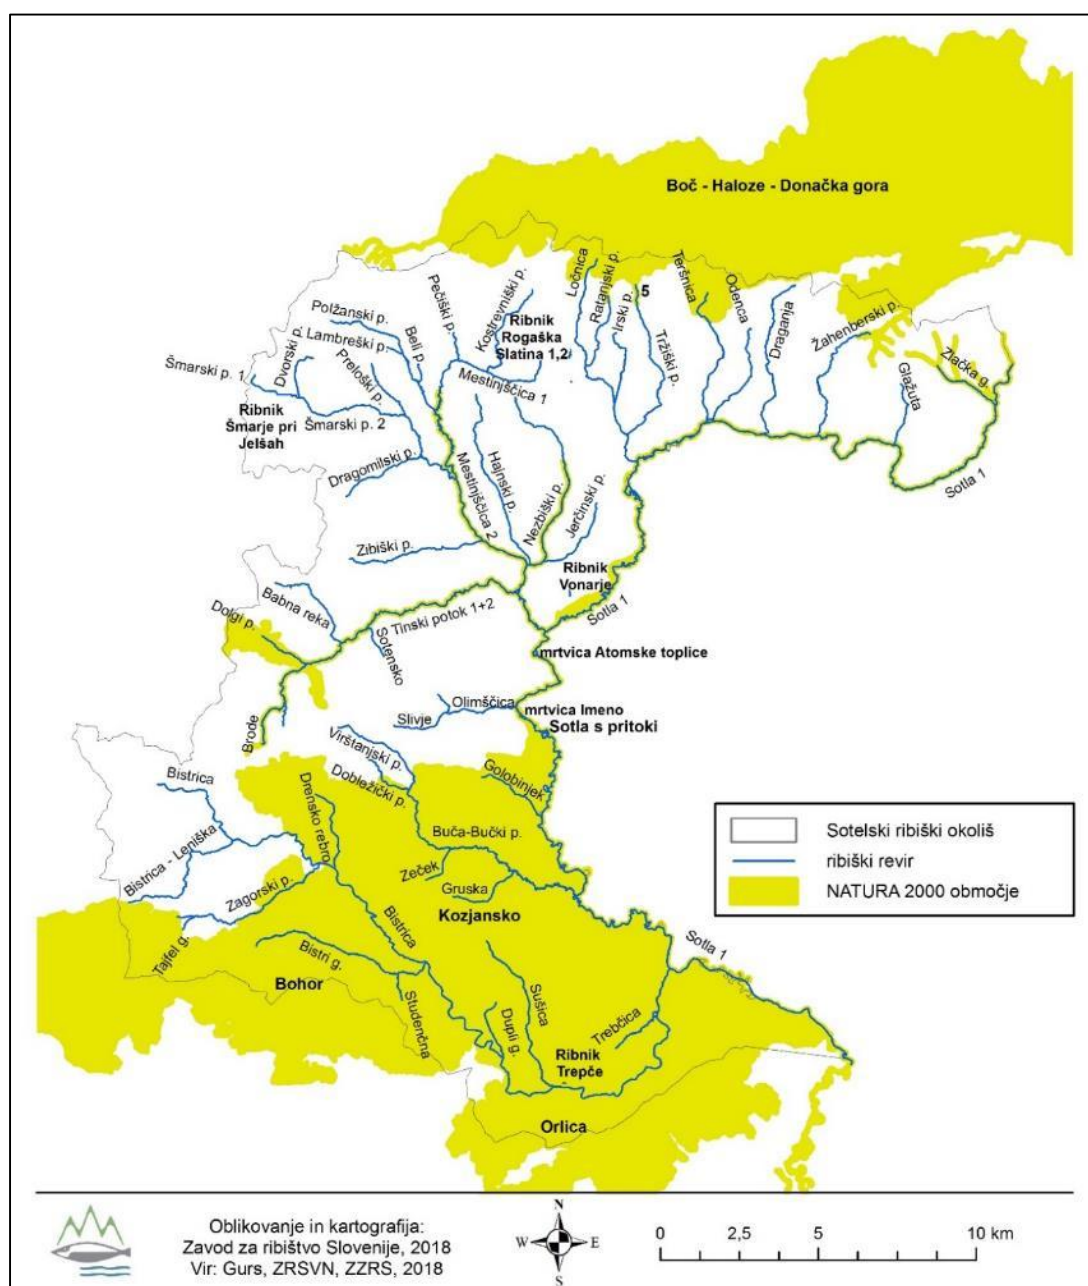 Boč - Haloze - Donačka gora
Ločnica
Ratanjski p.
Irski p.
5
Teršnica
Odenca
Draganja
Žahenberski p.
Zlačka g.
Glažuta
Tržiški p.
Kostrevniški p.
Pečiški p.
Ribnik
Rogaška
Slatina 1,2
Polžanski p.
Lambreški p.
Beli p.
Dvorski p.
Preloški p.
Šmarski p. 1
Mestinjščica 1
Ribnik
Šmarje pri
Jelšah
Šmarski p. 2
Dragomilski p.
Mestinjščica 2
Hajnski p.
Nezbiški p.
Jerčinski p.
Sotla 1
Zibiški p.
Ribnik
Vonarje
Babna reka
Dolgi p.
Tinski potok 1+2
Sotla 1
Sotensko
mrtvica Atomske toplice
Olimščica
Slivje
mrtvica Imeno
Sotla s pritoki
Brode
Virštanjski p.
Dobležički p.
Golobinjek
Bistrica
Drensko rebro
Buča-Bučki p.
Bistrica - Leniška
Zeček
Zagorski p.
Gruska
Kozjansko
Bistrica
Tajfel g.
Bistri g.
Bohor
Studenčna
Sušica
Dupli g.
Trebčica
Sotla 1
Ribnik
Trepče
Orlica
Sotelski ribiški okoliš
ribiški revir
NATURA 2000 območje
Oblikovanje in kartografija:
Zavod za ribištvo Slovenije, 2018
Vir: Gurs, ZRSVN, ZZRS, 2018
N
W
E
S
0 2,5 5 10 km